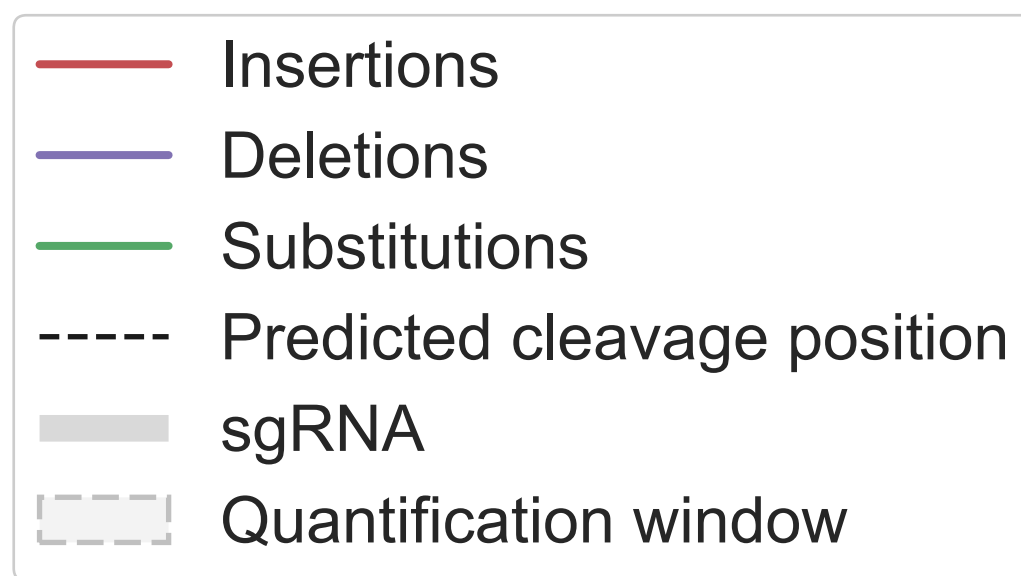 Insertions
Deletions
Substitutions
Predicted cleavage position
sgRNA
Quantification window